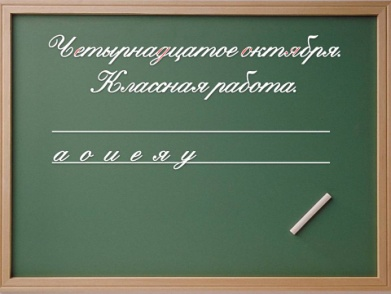 Четырнадцатое октября.
Классная работа.
а о и е я у